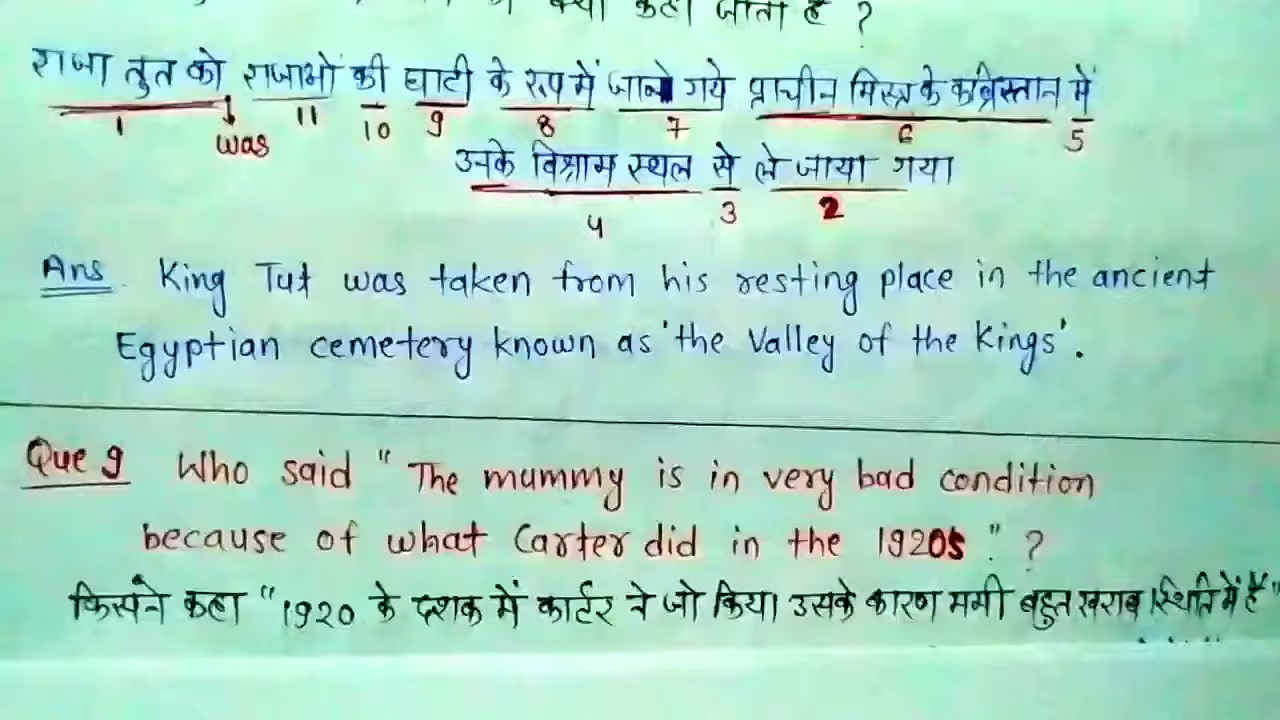 क्या कहा जाता है ?
राजा तुत को राजाओं की घाटी के रूप में जाने गये प्राचीन मिस्त्र के कब्रिस्तान में
1 was 11 10 9 8 7 6 5
उनके विश्राम स्थल से ले जाया गया
4 3 2
Ans. King Tut was taken from his resting place in the ancient
Egyptian cemetery known as 'the Valley of the Kings'.
Que 9 Who said " The mummy is in very bad condition
because of what Carter did in the 1920s " ?
किसने कहा "1920 के दशक में कार्टर ने जो किया उसके कारण ममी बहुत खराब स्थिति में है"